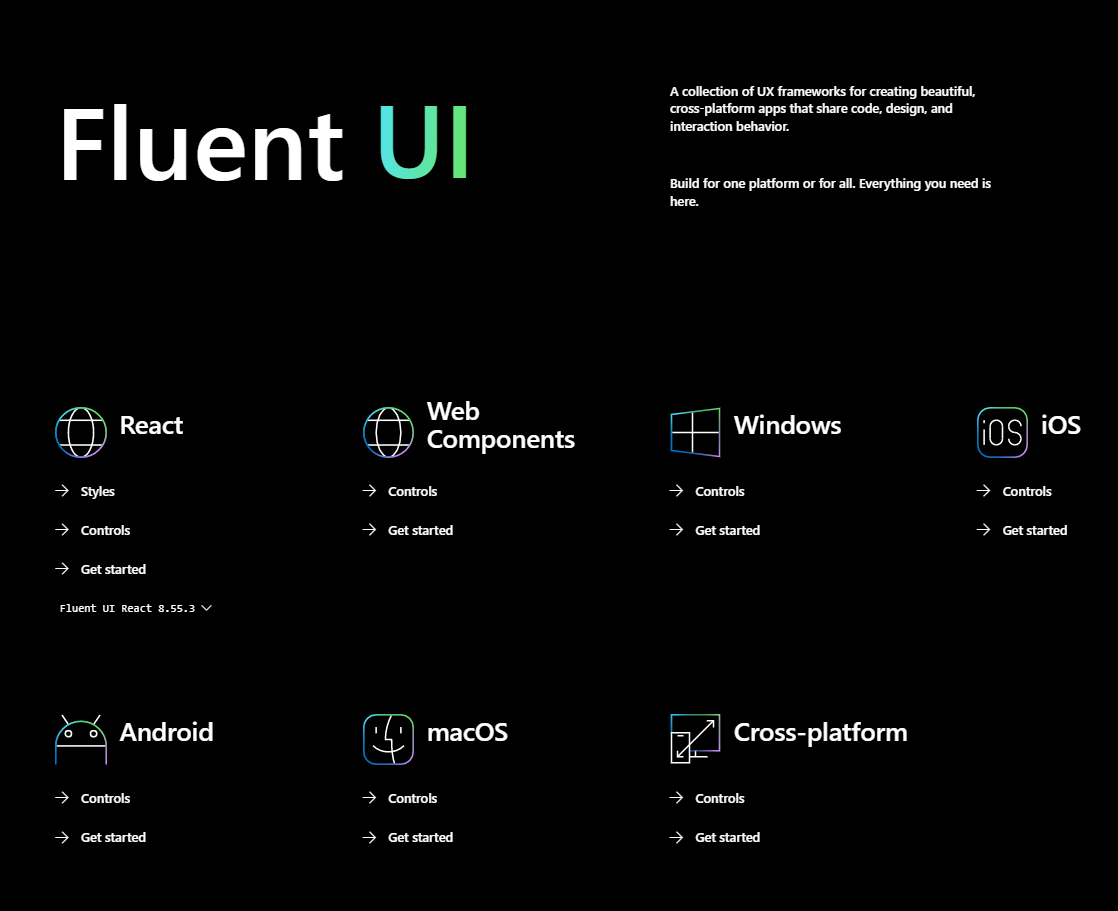 Fluent UI
A collection of UX frameworks for creating beautiful,
cross-platform apps that share code, design, and
interaction behavior.
Build for one platform or for all. Everything you need is
here.
React
Styles
Controls
Get started
Fluent UI React 8.55.3
Web
Components
Controls
Get started
Windows
Controls
Get started
iOS
iOS
Controls
Get started
Android
Controls
Get started
macOS
Controls
Get started
Cross-platform
Controls
Get started